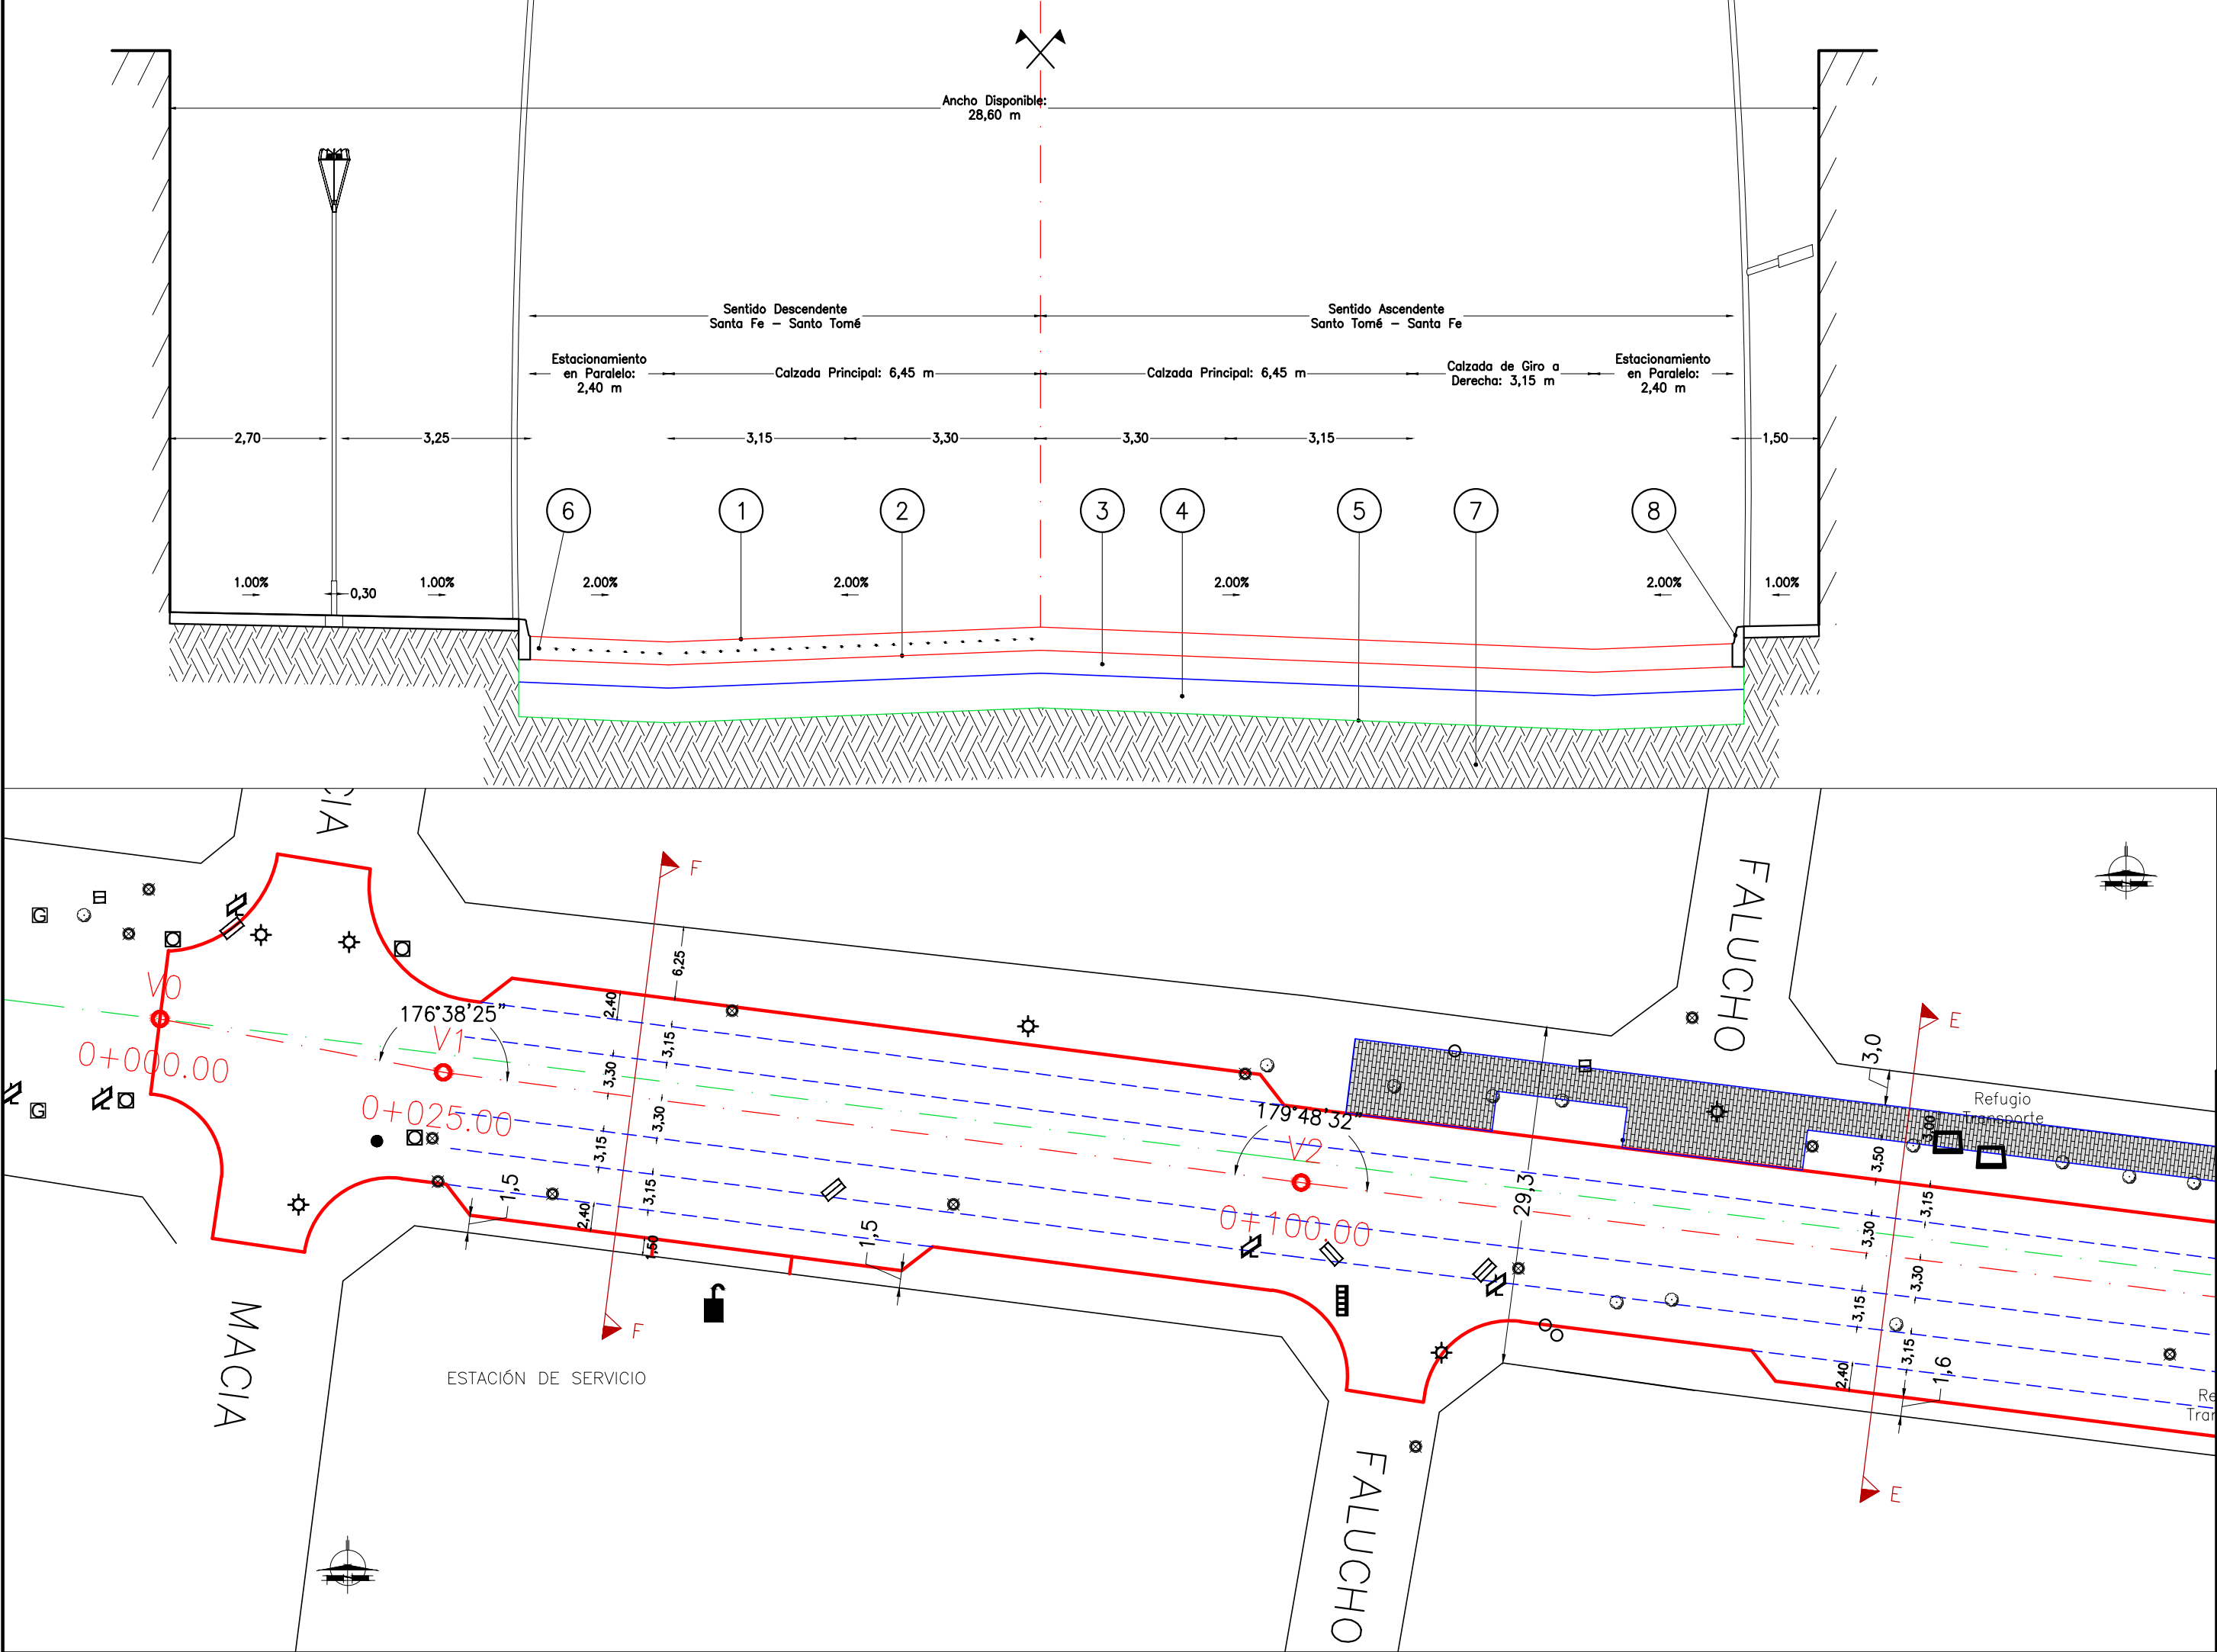 Ancho Disponible:
28,60 m
Sentido Descendente
Santa Fe – Santo Tomé
Sentido Ascendente
Santo Tomé – Santa Fe
Estacionamiento
en Paralelo:
2,40 m
Calzada Principal: 6,45 m
Calzada Principal: 6,45 m
Calzada de Giro a
Derecha: 3,15 m
Estacionamiento
en Paralelo:
2,40 m
2,70
3,25
3,15
3,30
3,30
3,15
1,50
6
1
2
3
4
5
7
8
1.00%
0,30
1.00%
2.00%
2.00%
2.00%
2.00%
1.00%
CIA
F
FALUCHO
G
V0
0+000.00
176°38'25"
V1
0+025.00
6,25
2,40
3,15
3,30
3,30
3,15
3,15
2,40
1,50
1,5
1,5
G
179°48'32"
V2
0+100.00
29,3
E
3,0
Refugio
Transporte
3,00
3,50
3,15
3,30
3,30
3,15
3,15
2,40
1,6
Re
Tran
F
MACIA
ESTACIÓN DE SERVICIO
FALUCHO
E